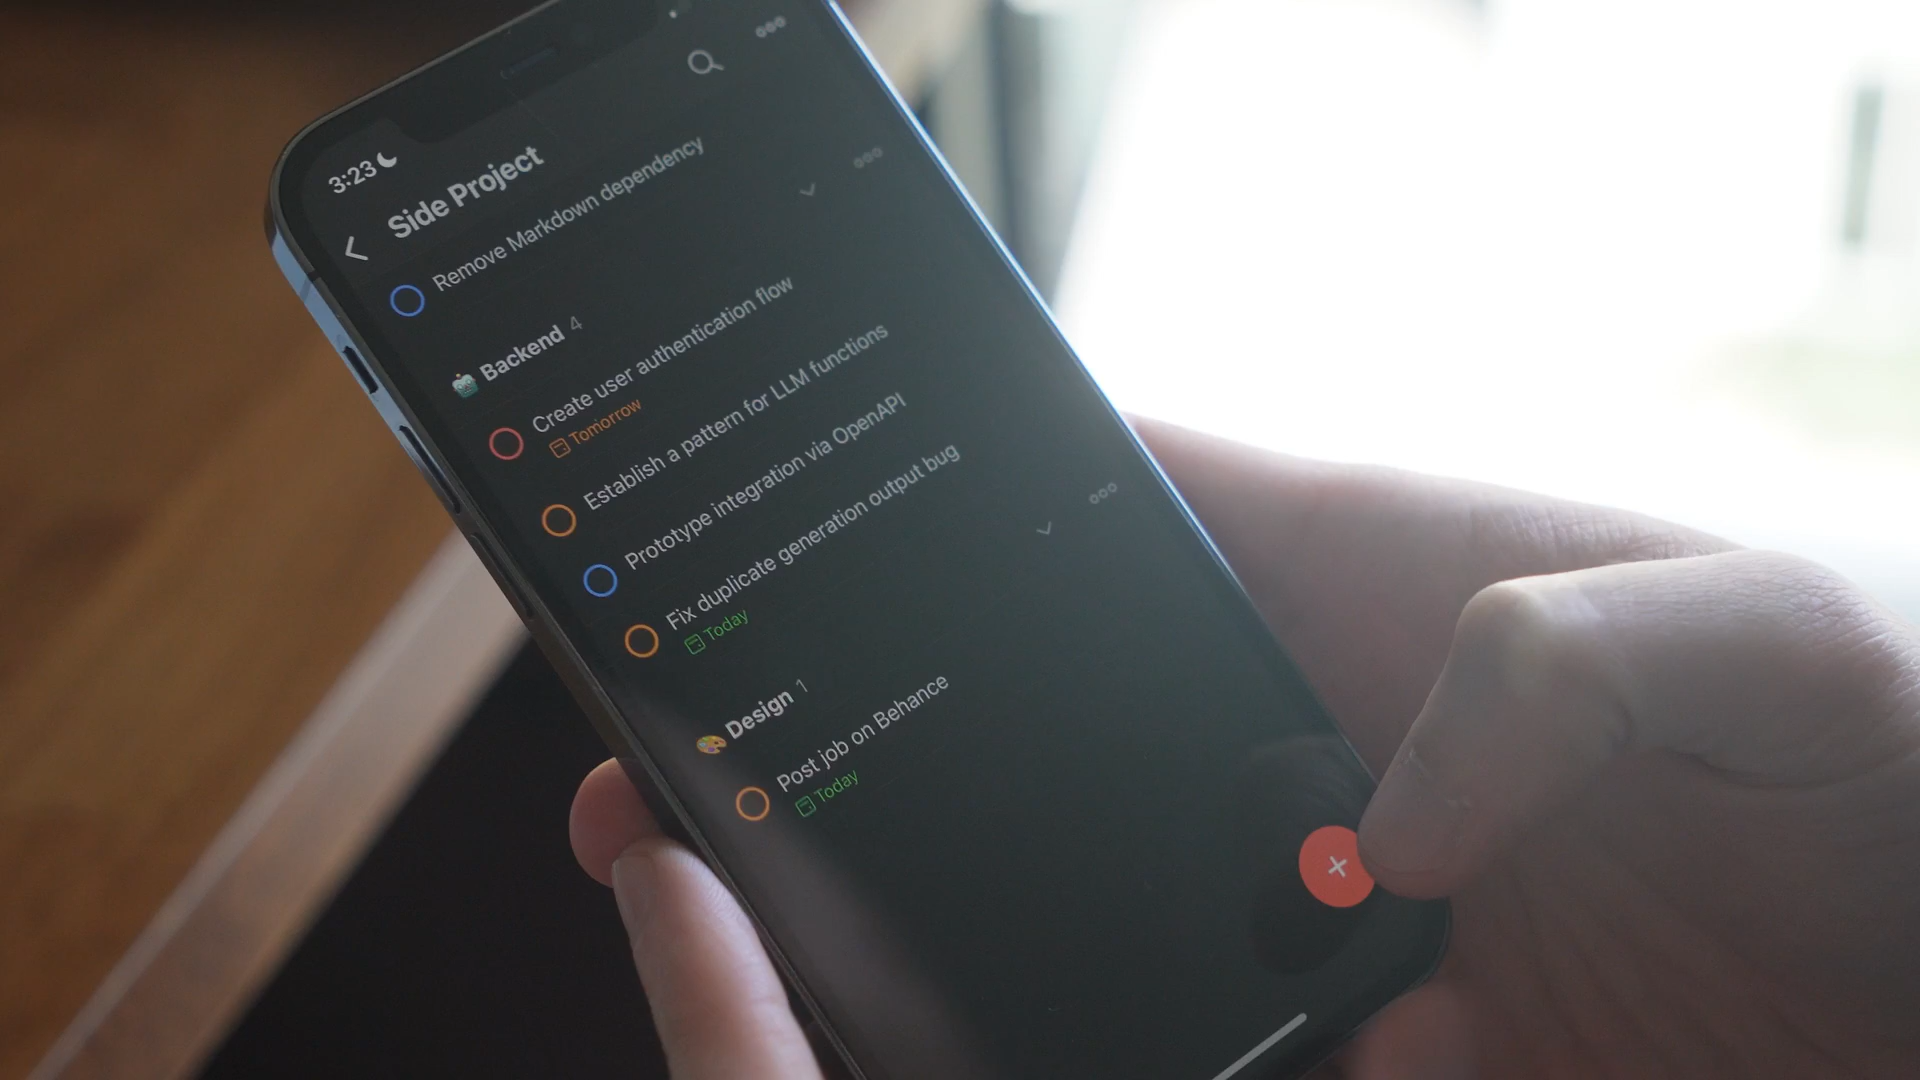 3:23
Side Project
Remove Markdown dependency
Backend 4
Create user authentication flow
Tomorrow
Establish a pattern for LLM functions
Prototype integration via OpenAPI
Fix duplicate generation output bug
Today
Design 1
Post job on Behance
Today